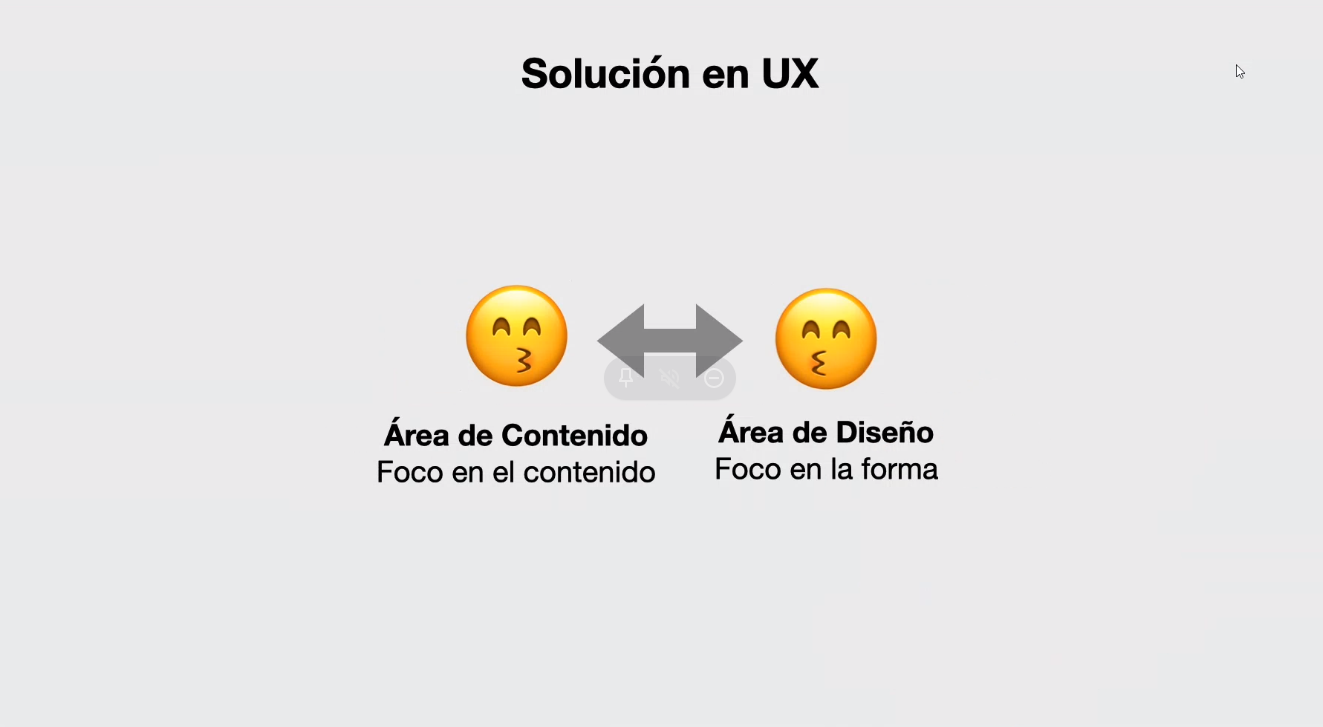 Solución en UX
Área de Contenido
Foco en el contenido
Área de Diseño
Foco en la forma